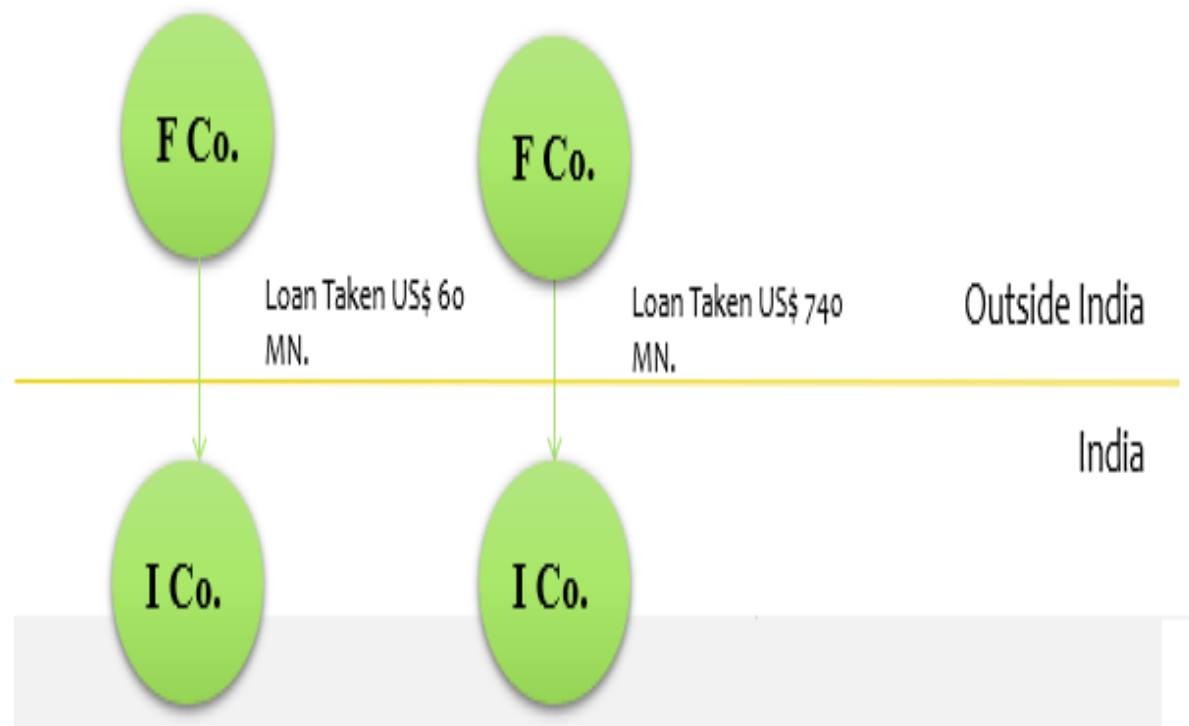 F Co.
F Co.
Loan Taken US$ 60
MN.
Loan Taken US$ 740
MN.
Outside India
India
I Co.
I Co.